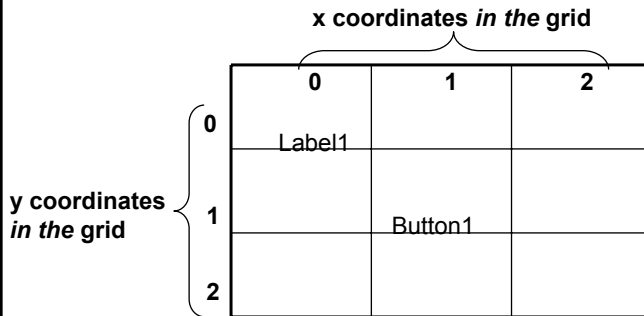 x coordinates in the grid
0 1 2
0
Label1
y coordinates
in the grid
1
Button1
2